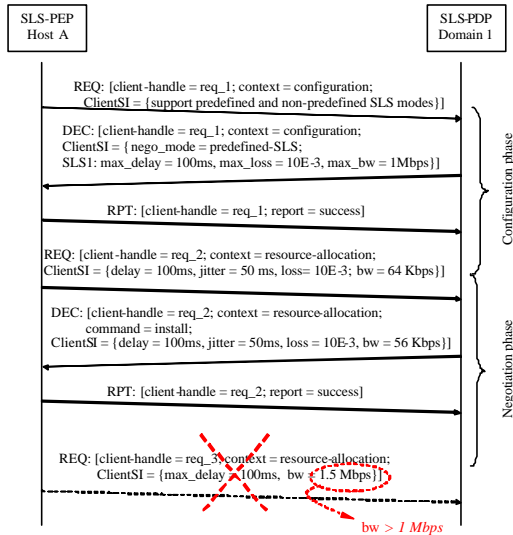 SLS-PEP
Host A
SLS-PDP
Domain 1
REQ: [client-handle = req_1; context = configuration;
ClientSI = {support predefined and non-predefined SLS modes}]
DEC: [client-handle = req_1; context = configuration;
ClientSI = { nego_mode = predefined-SLS;
SLS1: max_delay = 100ms, max_loss = 10E-3, max_bw = 1Mbps}]
RPT: [client-handle = req_1; report = success]
Configuration phase
REQ: [client-handle = req_2; context = resource-allocation;
ClientSI = {delay = 100ms, jitter = 50 ms, loss= 10E-3; bw = 64 Kbps}]
DEC: [client-handle = req_2; context = resource-allocation;
command = install;
ClientSI = {delay = 100ms, jitter = 50ms, loss = 10E-3, bw = 56 Kbps}]
RPT: [client-handle = req_2; report = success]
Negotiation phase
REQ: [client-handle = req_3; context = resource-allocation;
ClientSI = {max_delay = 100ms, bw = 1.5 Mbps}]
bw > 1 Mbps